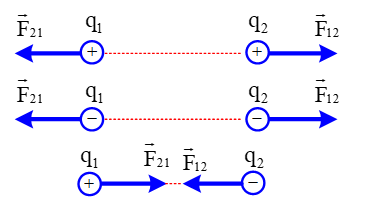 F⃗₂₁ q₁ q₂ F⃗₁₂
+ +
F⃗₂₁ q₁ q₂ F⃗₁₂
− −
q₁ F⃗₂₁ F⃗₁₂ q₂
+ −